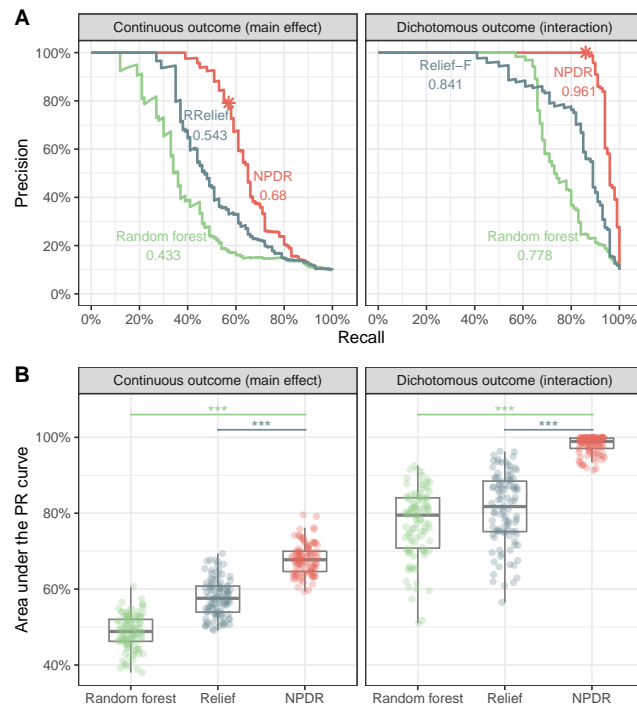 A
Continuous outcome (main effect)
Dichotomous outcome (interaction)
Precision
100%
80%
60%
40%
20%
0%
RRelief
0.543
NPDR
0.68
Random forest
0.433
Relief−F
0.841
NPDR
0.961
Random forest
0.778
0% 20% 40% 60% 80% 100%
0% 20% 40% 60% 80% 100%
Recall
B
Continuous outcome (main effect)
Dichotomous outcome (interaction)
Area under the PR curve
100%
80%
60%
40%
***
***
***
***
Random forest Relief NPDR
Random forest Relief NPDR